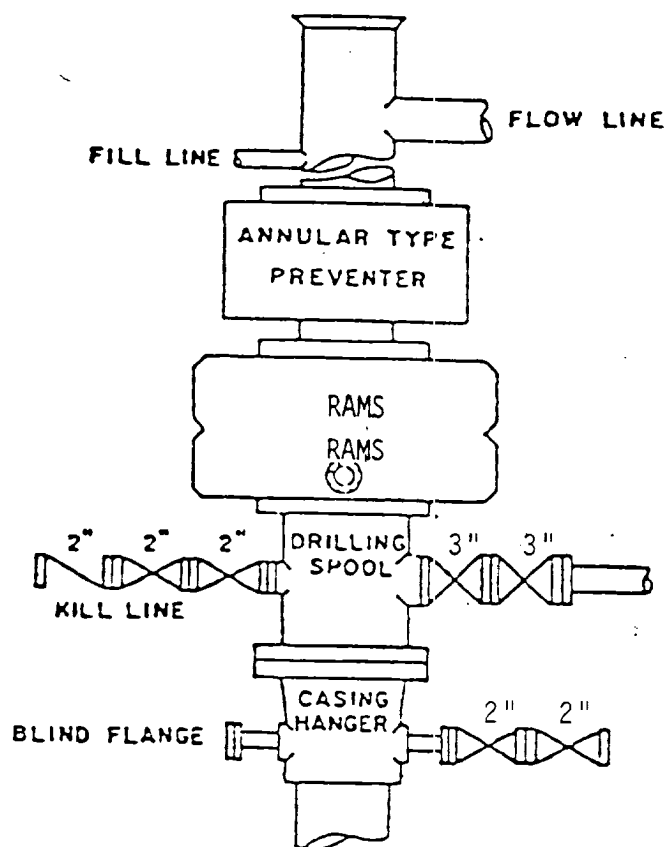 FLOW LINE
FILL LINE
ANNULAR TYPE
PREVENTER
RAMS
RAMS
2" 2" 2"
DRILLING
SPOOL
3" 3"
KILL LINE
CASING
HANGER
2" 2"
BLIND FLANGE